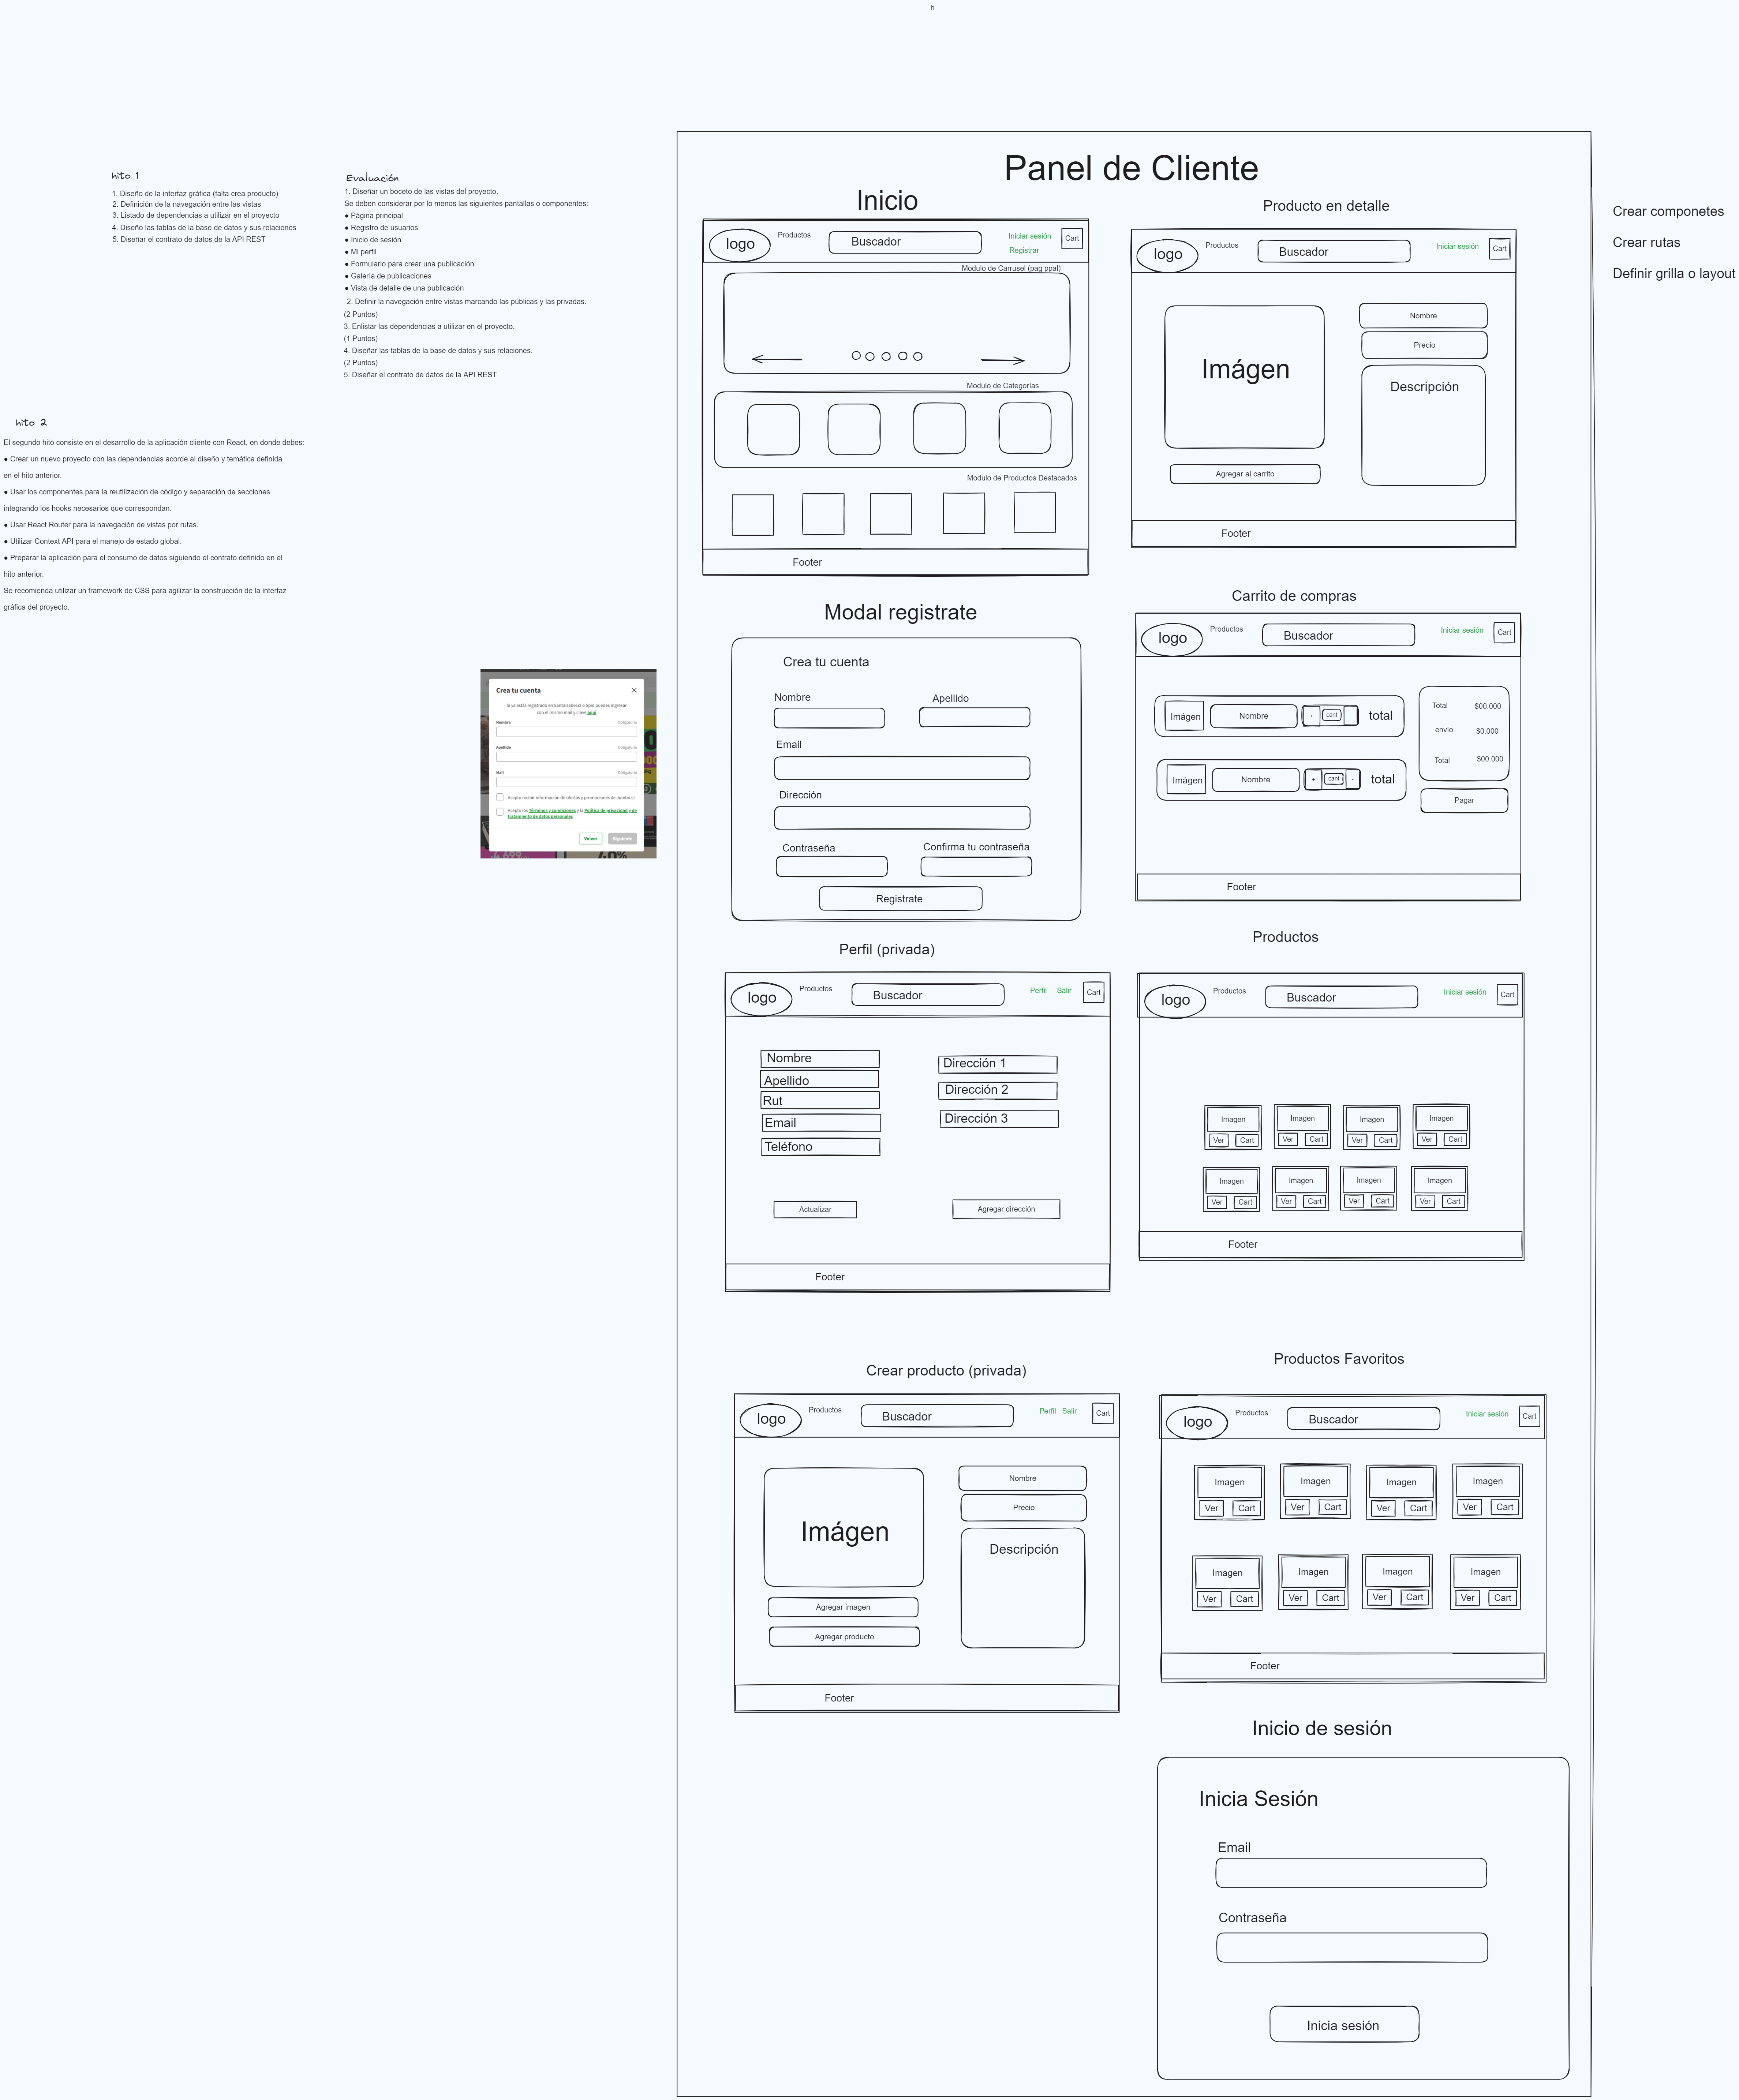 h
hito 1
1. Diseño de la interfaz gráfica (falta crea producto)
2. Definición de la navegación entre las vistas
3. Listado de dependencias a utilizar en el proyecto
4. Diseño las tablas de la base de datos y sus relaciones
5. Diseñar el contrato de datos de la API REST
Evaluación
1. Diseñar un boceto de las vistas del proyecto.
Se deben considerar por lo menos las siguientes pantallas o componentes:
● Página principal
● Registro de usuarios
● Inicio de sesión
● Mi perfil
● Formulario para crear una publicación
● Galería de publicaciones
● Vista de detalle de una publicación
2. Definir la navegación entre vistas marcando las públicas y las privadas.
(2 Puntos)
3. Enlistar las dependencias a utilizar en el proyecto.
(1 Puntos)
4. Diseñar las tablas de la base de datos y sus relaciones.
(2 Puntos)
5. Diseñar el contrato de datos de la API REST
hito 2
El segundo hito consiste en el desarrollo de la aplicación cliente con React, en donde debes:
● Crear un nuevo proyecto con las dependencias acorde al diseño y temática definida
en el hito anterior.
● Usar los componentes para la reutilización de código y separación de secciones
integrando los hooks necesarios que correspondan.
● Usar React Router para la navegación de vistas por rutas.
● Utilizar Context API para el manejo de estado global.
● Preparar la aplicación para el consumo de datos siguiendo el contrato definido en el
hito anterior.
Se recomienda utilizar un framework de CSS para agilizar la construcción de la interfaz
gráfica del proyecto.
Crea tu cuenta
Si ya estás registrado en Santaisabel.cl o Spid puedes ingresar
con el mismo mail y clave aquí
Nombre Obligatorio
Apellido Obligatorio
Mail Obligatorio
Acepto recibir información de ofertas y promociones de Jumbo.cl
Acepto los Términos y condiciones y la Política de privacidad y de
tratamiento de datos personales
Volver Siguiente
Panel de Cliente
Inicio
logo Productos Buscador Iniciar sesión Cart
Registrar
Modulo de Carrusel (pag ppal)
Modulo de Categorías
Modulo de Productos Destacados
Footer
Producto en detalle
logo Productos Buscador Iniciar sesión Cart
Imágen
Nombre
Precio
Descripción
Agregar al carrito
Footer
Crear componetes
Crear rutas
Definir grilla o layout
Modal registrate
Crea tu cuenta
Nombre Apellido
Email
Dirección
Contraseña Confirma tu contraseña
Registrate
Carrito de compras
logo Productos Buscador Iniciar sesión Cart
Imágen Nombre + cant - total
Imágen Nombre + cant - total
Total $00.000
envío $0.000
Total $00.000
Pagar
Footer
Perfil (privada)
logo Productos Buscador Perfil Salir Cart
Nombre
Apellido
Rut
Email
Teléfono
Dirección 1
Dirección 2
Dirección 3
Actualizar Agregar dirección
Footer
Productos
logo Productos Buscador Iniciar sesión Cart
Imagen Imagen Imagen Imagen
Ver Cart Ver Cart Ver Cart Ver Cart
Imagen Imagen Imagen Imagen
Ver Cart Ver Cart Ver Cart Ver Cart
Footer
Crear producto (privada)
logo Productos Buscador Perfil Salir Cart
Imágen
Nombre
Precio
Descripción
Agregar imagen
Agregar producto
Footer
Productos Favoritos
logo Productos Buscador Iniciar sesión Cart
Imagen Imagen Imagen Imagen
Ver Cart Ver Cart Ver Cart Ver Cart
Imagen Imagen Imagen Imagen
Ver Cart Ver Cart Ver Cart Ver Cart
Footer
Inicio de sesión
Inicia Sesión
Email
Contraseña
Inicia sesión